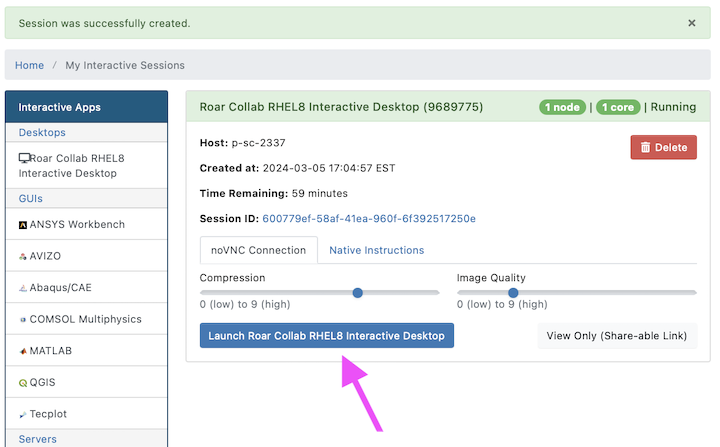 Session was successfully created.
×
Home / My Interactive Sessions
Interactive Apps
Desktops
Roar Collab RHEL8
Interactive Desktop
GUIs
ANSYS Workbench
AVIZO
Abaqus/CAE
COMSOL Multiphysics
MATLAB
QGIS
Tecplot
Servers
Roar Collab RHEL8 Interactive Desktop (9689775)
1 node | 1 core | Running
Host: p-sc-2337
Delete
Created at: 2024-03-05 17:04:57 EST
Time Remaining: 59 minutes
Session ID: 600779ef-58af-41ea-960f-6f392517250e
noVNC Connection
Native Instructions
Compression
0 (low) to 9 (high)
Image Quality
0 (low) to 9 (high)
Launch Roar Collab RHEL8 Interactive Desktop
View Only (Share-able Link)